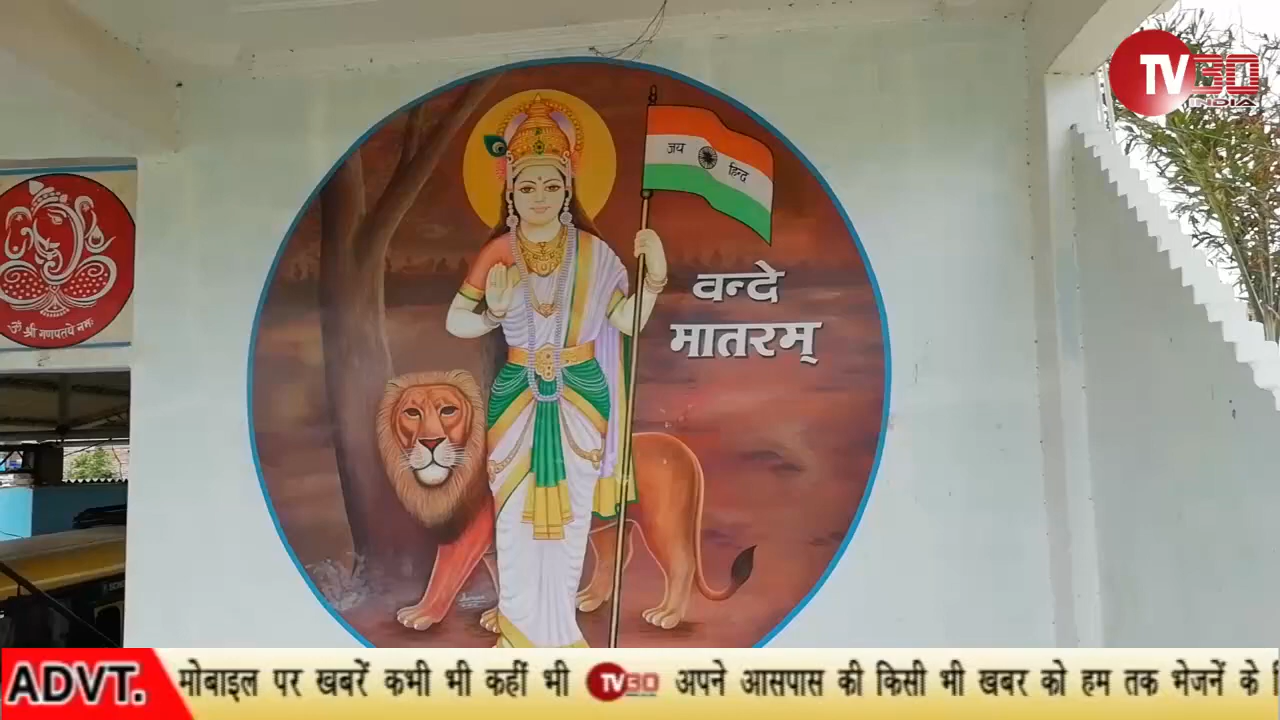 TV30
INDIA
जय हिन्द
वन्दे
मातरम्
ॐ श्री गणपतये नमः
ADVT. मोबाइल पर खबरें कभी भी कहीं भी TV30 अपने आसपास की किसी भी खबर को हम तक भेजनें के